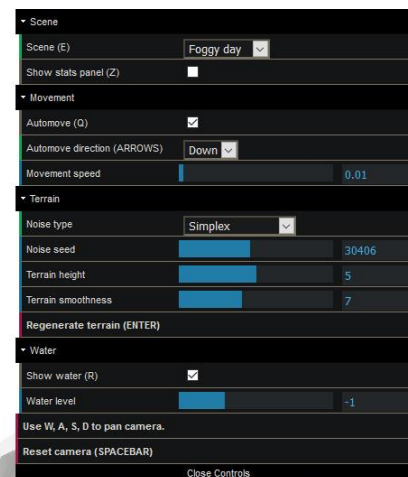 Scene
Scene (E) Foggy day
Show stats panel (Z)
Movement
Automove (Q)
Automove direction (ARROWS) Down
Movement speed 0.01
Terrain
Noise type Simplex
Noise seed 30406
Terrain height 5
Terrain smoothness 7
Regenerate terrain (ENTER)
Water
Show water (R)
Water level -1
Use W, A, S, D to pan camera.
Reset camera (SPACEBAR)
Close Controls